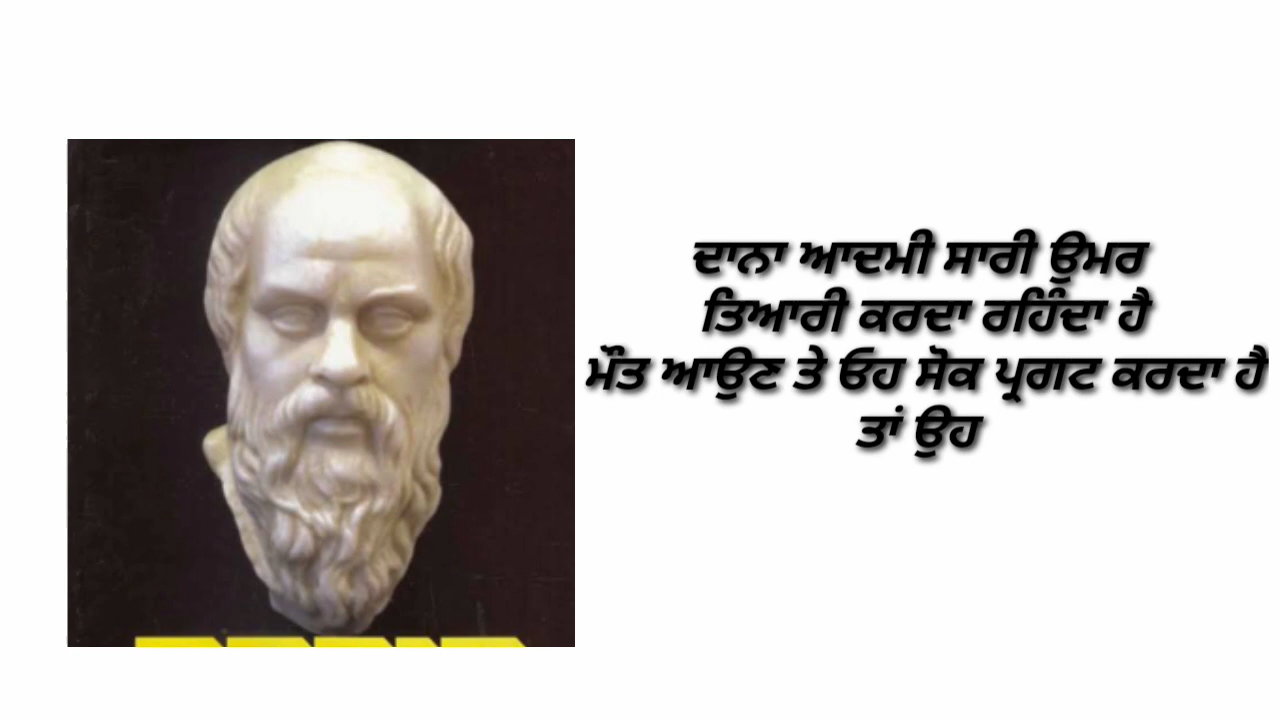 ਦਾਨਾ ਆਦਮੀ ਸਾਰੀ ਉਮਰ
ਤਿਆਰੀ ਕਰਦਾ ਰਹਿੰਦਾ ਹੈ
ਮੌਤ ਆਉਣ ਤੇ ਓਹ ਸੋਕ ਪ੍ਰਗਟ ਕਰਦਾ ਹੈ
ਤਾਂ ਉਹ